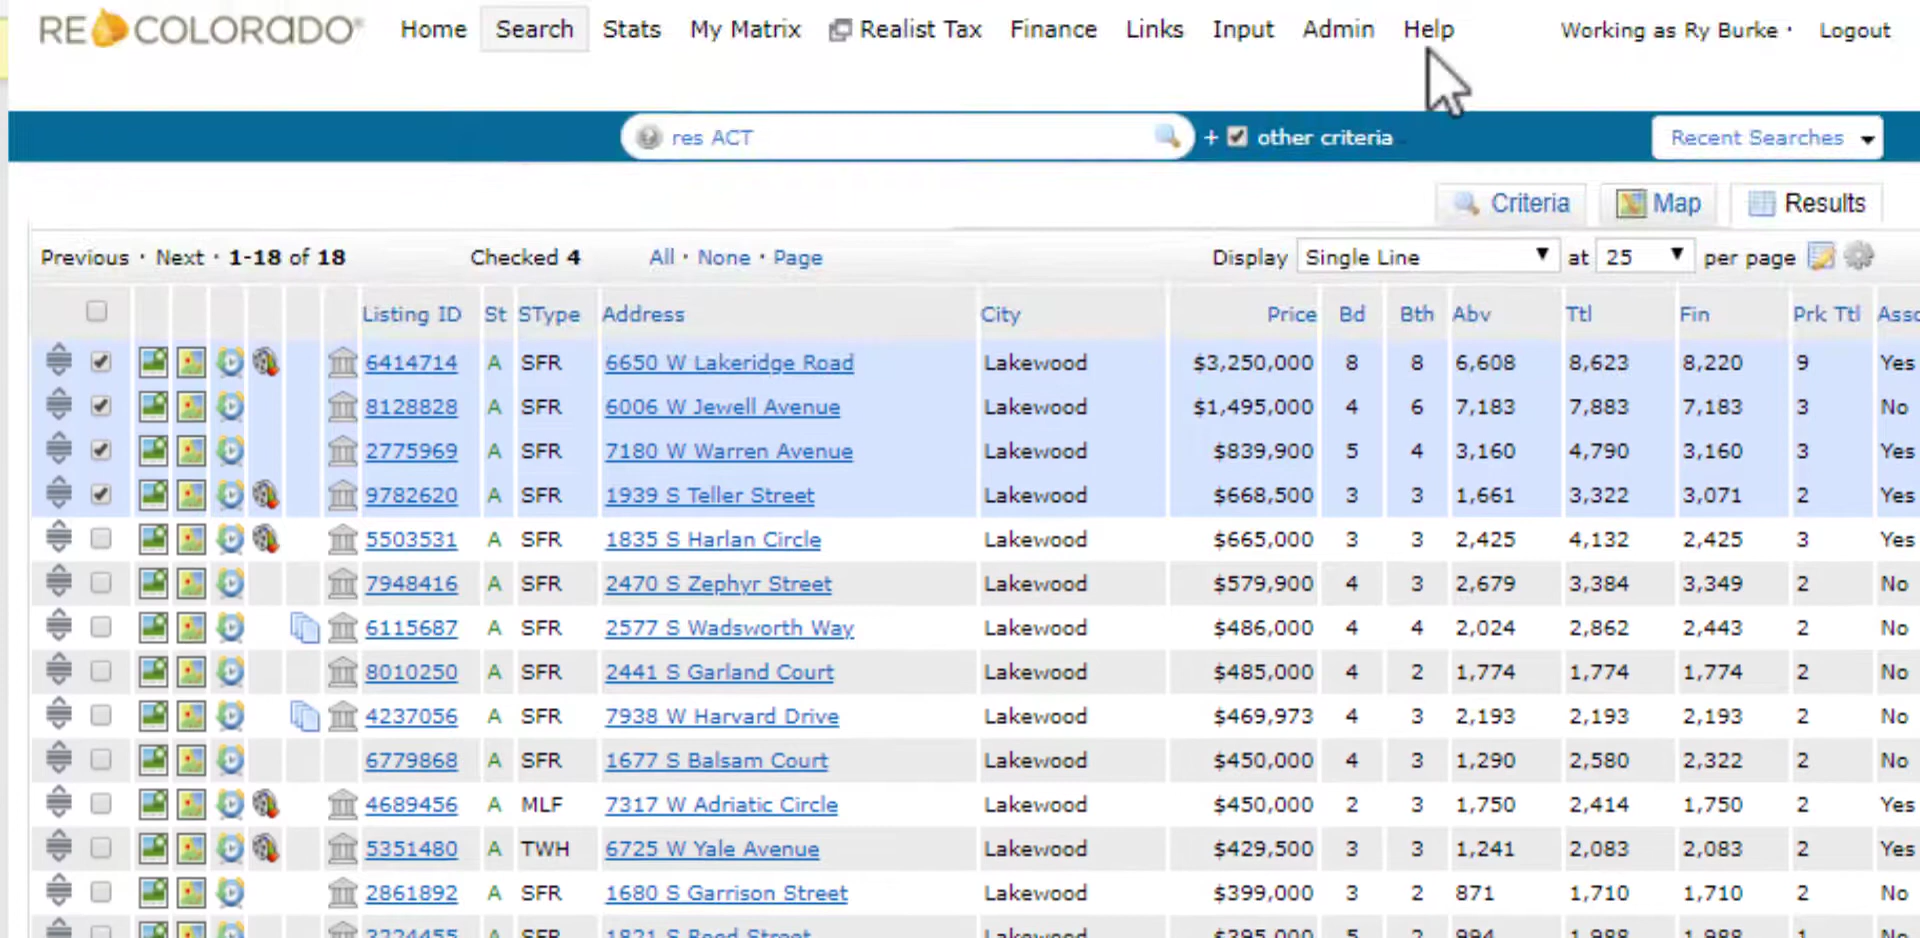 RECOLORADO® Home Search Stats My Matrix Realist Tax Finance Links Input Admin Help Working as Ry Burke · Logout
res ACT + other criteria Recent Searches
Criteria Map Results
Previous · Next · 1-18 of 18 Checked 4 All · None · Page Display Single Line at 25 per page
Listing ID St SType Address City Price Bd Bth Abv Ttl Fin Prk Ttl
6414714 A SFR 6650 W Lakeridge Road Lakewood $3,250,000 8 8 6,608 8,623 8,220 9 Yes
8128828 A SFR 6006 W Jewell Avenue Lakewood $1,495,000 4 6 7,183 7,883 7,183 3 No
2775969 A SFR 7180 W Warren Avenue Lakewood $839,900 5 4 3,160 4,790 3,160 3 Yes
9782620 A SFR 1939 S Teller Street Lakewood $668,500 3 3 1,661 3,322 3,071 2 Yes
5503531 A SFR 1835 S Harlan Circle Lakewood $665,000 3 3 2,425 4,132 2,425 3 Yes
7948416 A SFR 2470 S Zephyr Street Lakewood $579,900 4 3 2,679 3,384 3,349 2 No
6115687 A SFR 2577 S Wadsworth Way Lakewood $486,000 4 4 2,024 2,862 2,443 2 No
8010250 A SFR 2441 S Garland Court Lakewood $485,000 4 2 1,774 1,774 1,774 2 No
4237056 A SFR 7938 W Harvard Drive Lakewood $469,973 4 3 2,193 2,193 2,193 2 No
6779868 A SFR 1677 S Balsam Court Lakewood $450,000 4 3 1,290 2,580 2,322 2 No
4689456 A MLF 7317 W Adriatic Circle Lakewood $450,000 2 3 1,750 2,414 1,750 2 Yes
5351480 A TWH 6725 W Yale Avenue Lakewood $429,500 3 3 1,241 2,083 2,083 2 Yes
2861892 A SFR 1680 S Garrison Street Lakewood $399,000 3 2 871 1,710 1,710 2 No